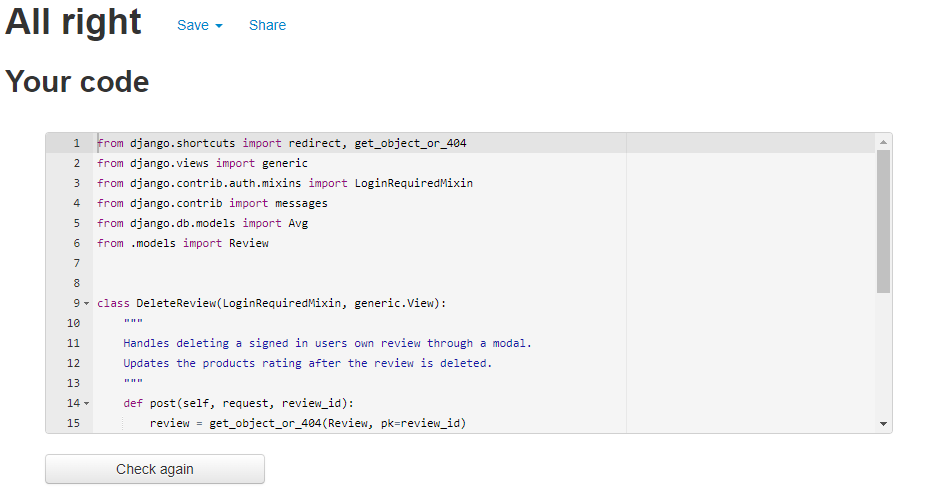 All right Save Share
Your code
1 from django.shortcuts import redirect, get_object_or_404
2 from django.views import generic
3 from django.contrib.auth.mixins import LoginRequiredMixin
4 from django.contrib import messages
5 from django.db.models import Avg
6 from .models import Review
7
8
9 class DeleteReview(LoginRequiredMixin, generic.View):
10     """
11     Handles deleting a signed in users own review through a modal.
12     Updates the products rating after the review is deleted.
13     """
14     def post(self, request, review_id):
15         review = get_object_or_404(Review, pk=review_id)
Check again